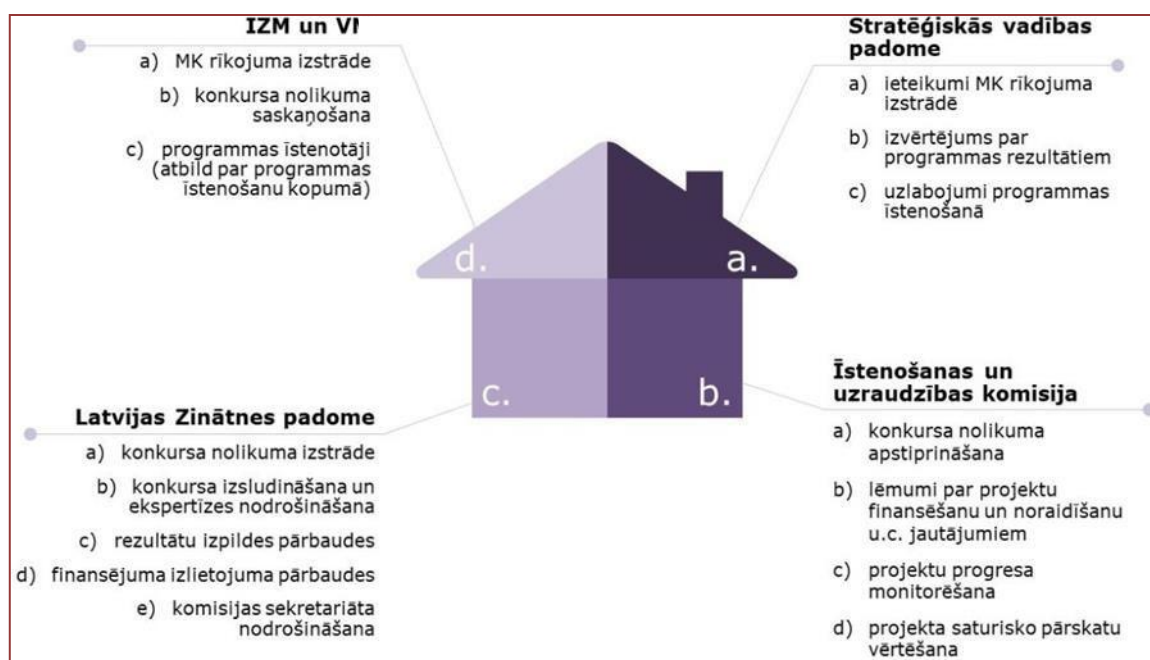 IZM un VI
a) MK rīkojuma izstrāde
b) konkursa nolikuma
saskaņošana
c) programmas īstenotāji
(atbild par programmas
īstenošanu kopumā)
Stratēģiskās vadības
padome
a) ieteikumi MK rīkojuma
izstrādē
b) izvērtējums par
programmas rezultātiem
c) uzlabojumi programmas
īstenošanā
d.
a.
c.
b.
Latvijas Zinātnes padome
a) konkursa nolikuma izstrāde
b) konkursa izsludināšana un
ekspertīzes nodrošināšana
c) rezultātu izpildes pārbaudes
d) finansējuma izlietojuma pārbaudes
e) komisijas sekretariāta
nodrošināšana
Īstenošanas un
uzraudzības komisija
a) konkursa nolikuma
apstiprināšana
b) lēmumi par projektu
finansēšanu un noraidīšanu
u.c. jautājumiem
c) projektu progresa
monitorēšana
d) projekta saturisko pārskatu
vērtēšana